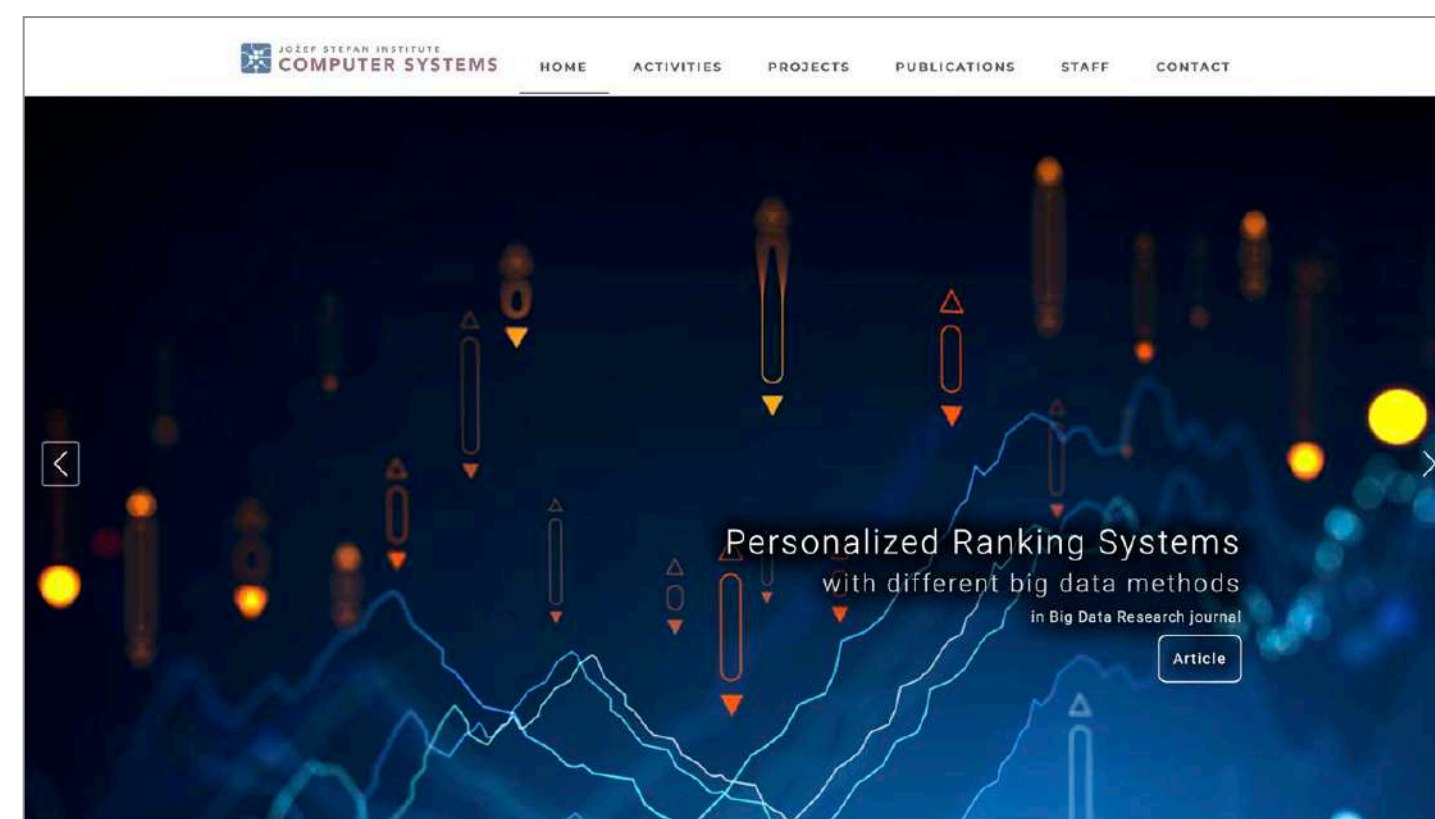 JOŽEF STEFAN INSTITUTE
COMPUTER SYSTEMS
HOME ACTIVITIES PROJECTS PUBLICATIONS STAFF CONTACT
Personalized Ranking Systems
with different big data methods
in Big Data Research journal
Article